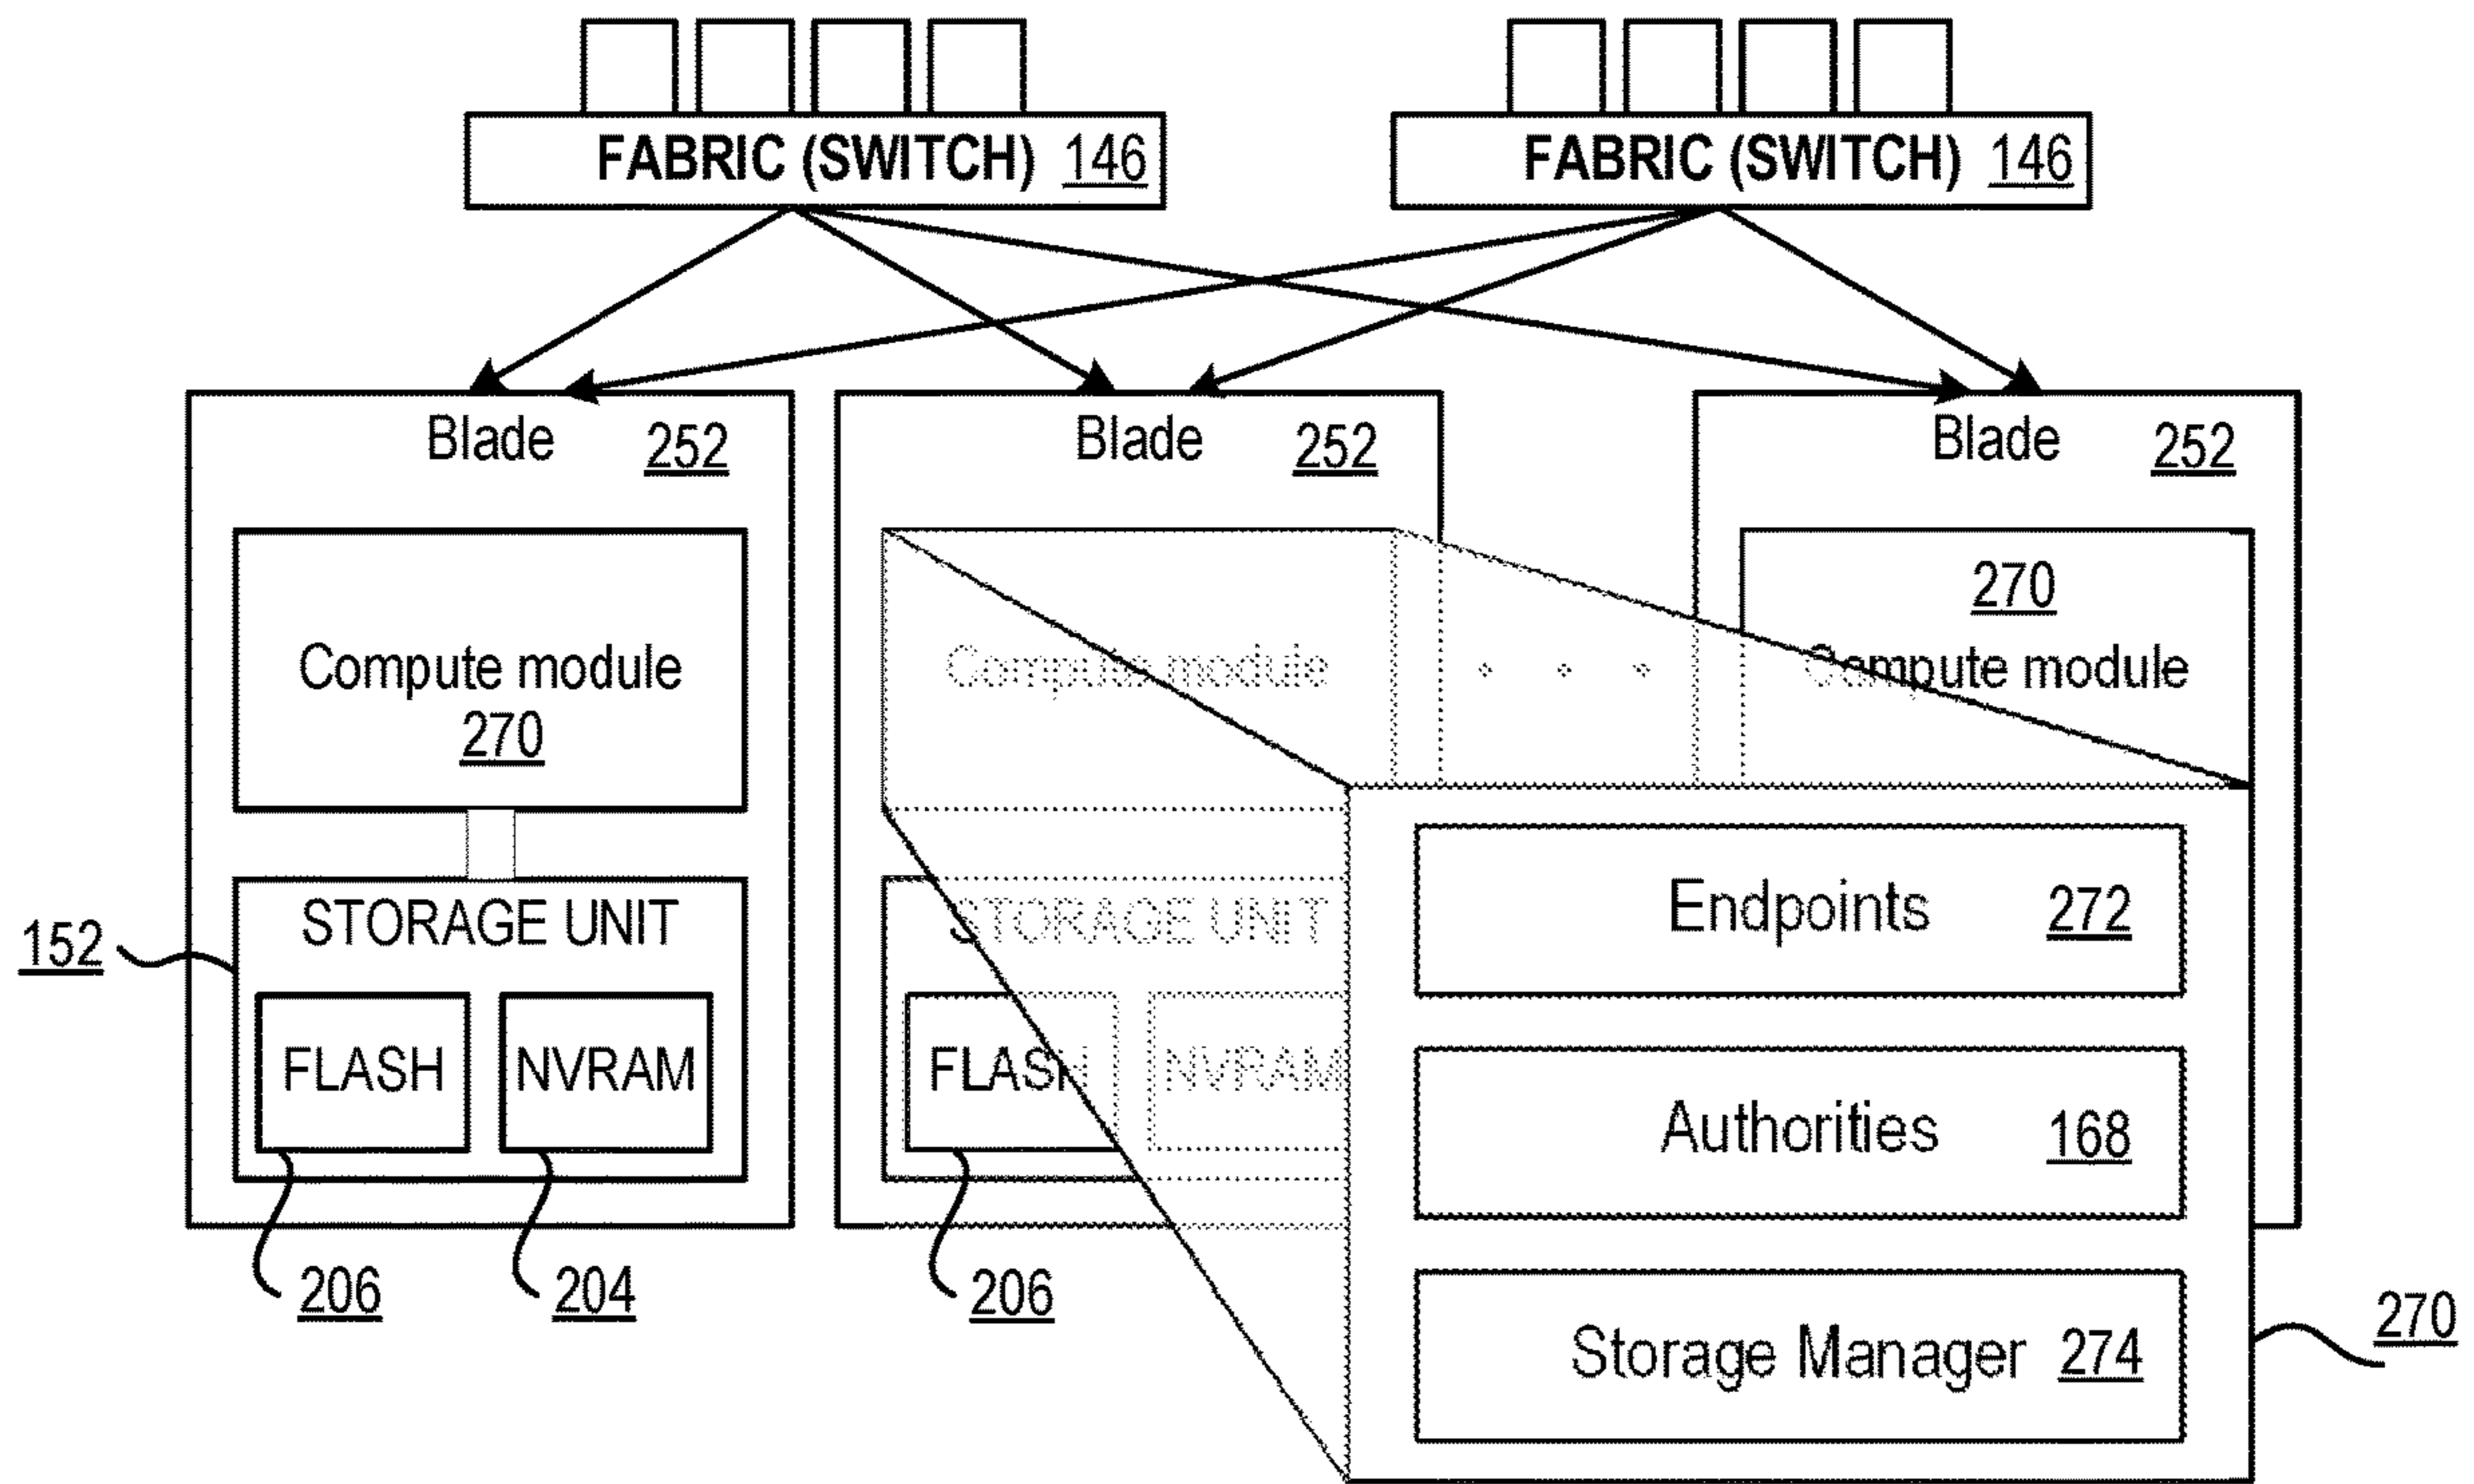 FABRIC (SWITCH) 146
FABRIC (SWITCH) 146
Blade 252
Blade 252
Blade 252
Compute module
270
Compute module
270
Compute module
152
STORAGE UNIT
FLASH
NVRAM
206
204
STORAGE UNIT
FLASH
NVRAM
206
Endpoints 272
Authorities 168
Storage Manager 274
270